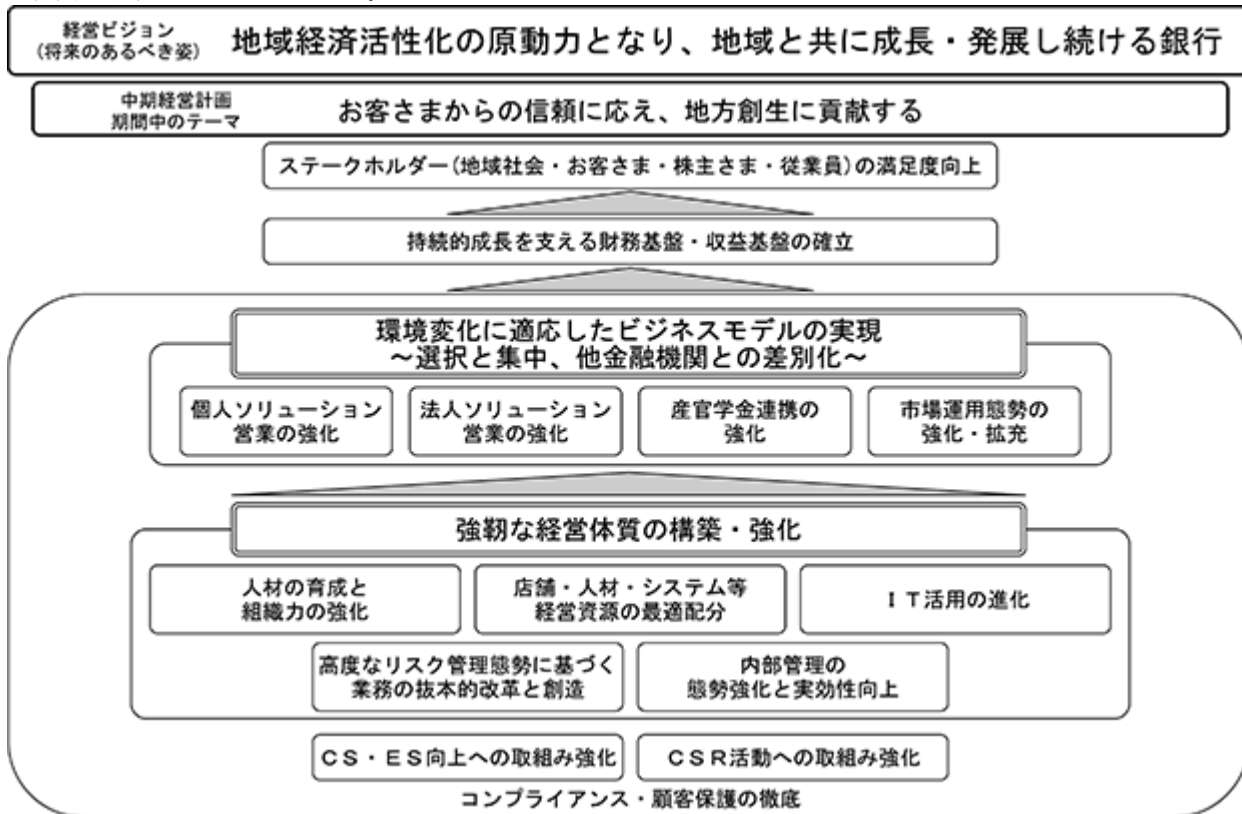 経営ビジョン
(将来のあるべき姿)
地域経済活性化の原動力となり、地域と共に成長・発展し続ける銀行
中期経営計画
期間中のテーマ
お客さまからの信頼に応え、地方創生に貢献する
ステークホルダー(地域社会・お客さま・株主さま・従業員)の満足度向上
持続的成長を支える財務基盤・収益基盤の確立
環境変化に適応したビジネスモデルの実現
～選択と集中、他金融機関との差別化～
個人ソリューション
営業の強化
法人ソリューション
営業の強化
産官学金連携の
強化
市場運用態勢の
強化・拡充
強靭な経営体質の構築・強化
人材の育成と
組織力の強化
店舗・人材・システム等
経営資源の最適配分
ＩＴ活用の進化
高度なリスク管理態勢に基づく
業務の抜本的改革と創造
内部管理の
態勢強化と実効性向上
ＣＳ・ＥＳ向上への取組み強化
ＣＳＲ活動への取組み強化
コンプライアンス・顧客保護の徹底